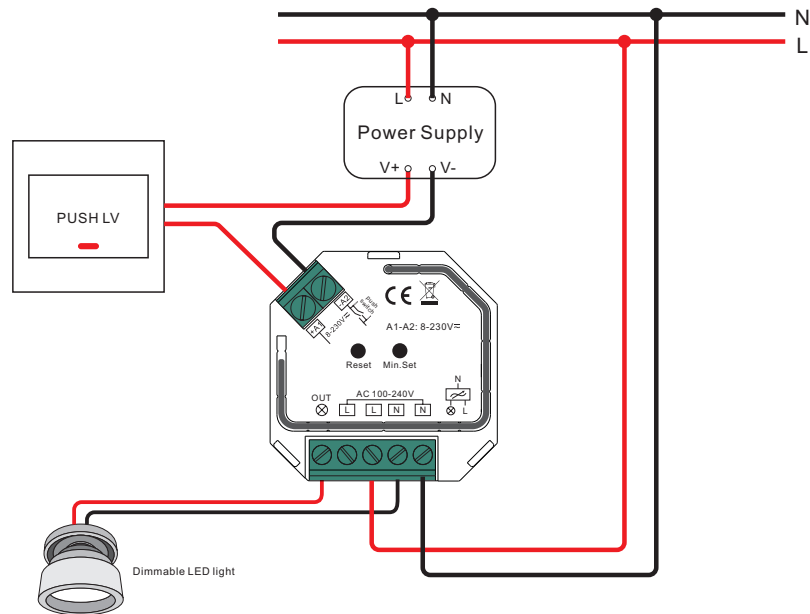 N
L
L N
Power Supply
V+ V-
PUSH LV
+A1
-A2
8-230V
Push
Switch
CE
A1-A2: 8-230V
Reset Min.Set
OUT
AC 100-240V
L L N N
N
L
Dimmable LED light